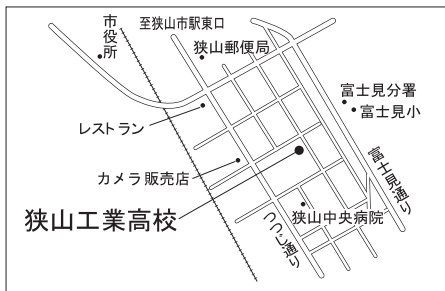 市役所
至狭山市駅東口
狭山郵便局
富士見分署
富士見小
レストラン
カメラ販売店
富士見通り
狭山工業高校
狭山中央病院
つつじ通り